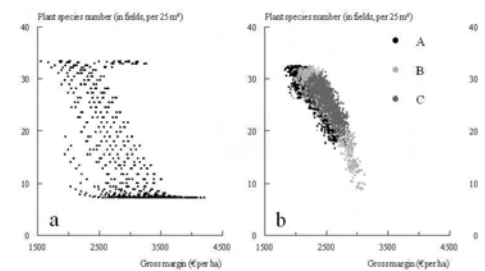 Plant species number (in fields, per 25 m²)
40
30
20
10
0
1500 2500 3500 4500
Gross margin (€ per ha)
a
Plant species number (in fields, per 25 m²)
40
30
20
10
0
1500 2500 3500 4500
Gross margin (€ per ha)
A
B
C
b
40
30
20
10
0